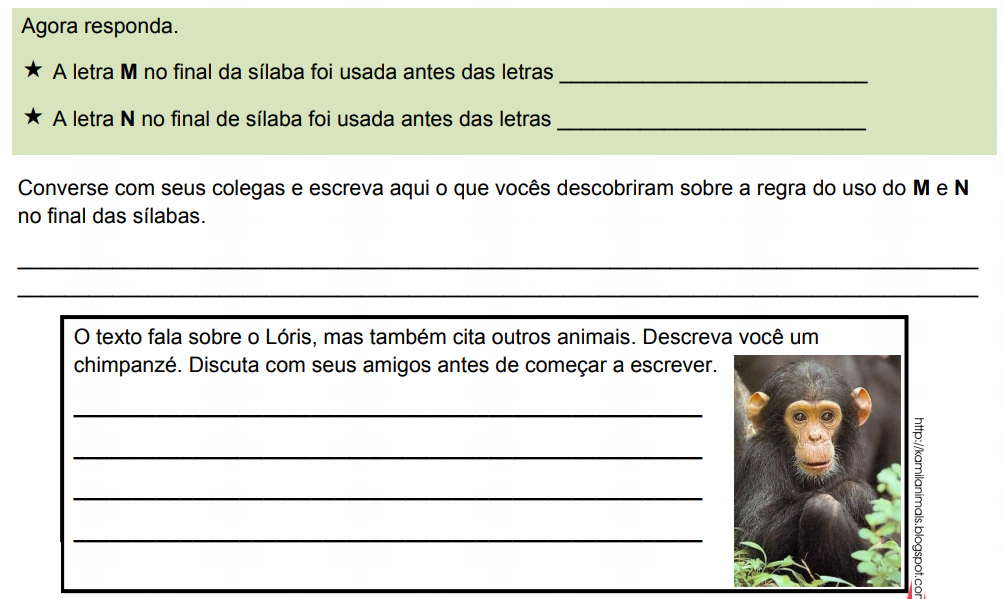 Agora responda.
★ A letra M no final da sílaba foi usada antes das letras ____________________________
★ A letra N no final de sílaba foi usada antes das letras ____________________________
Converse com seus colegas e escreva aqui o que vocês descobriram sobre a regra do uso do M e N
no final das sílabas.
O texto fala sobre o Lóris, mas também cita outros animais. Descreva você um
chimpanzé. Discuta com seus amigos antes de começar a escrever.
http://kamilanimals.blogspot.com